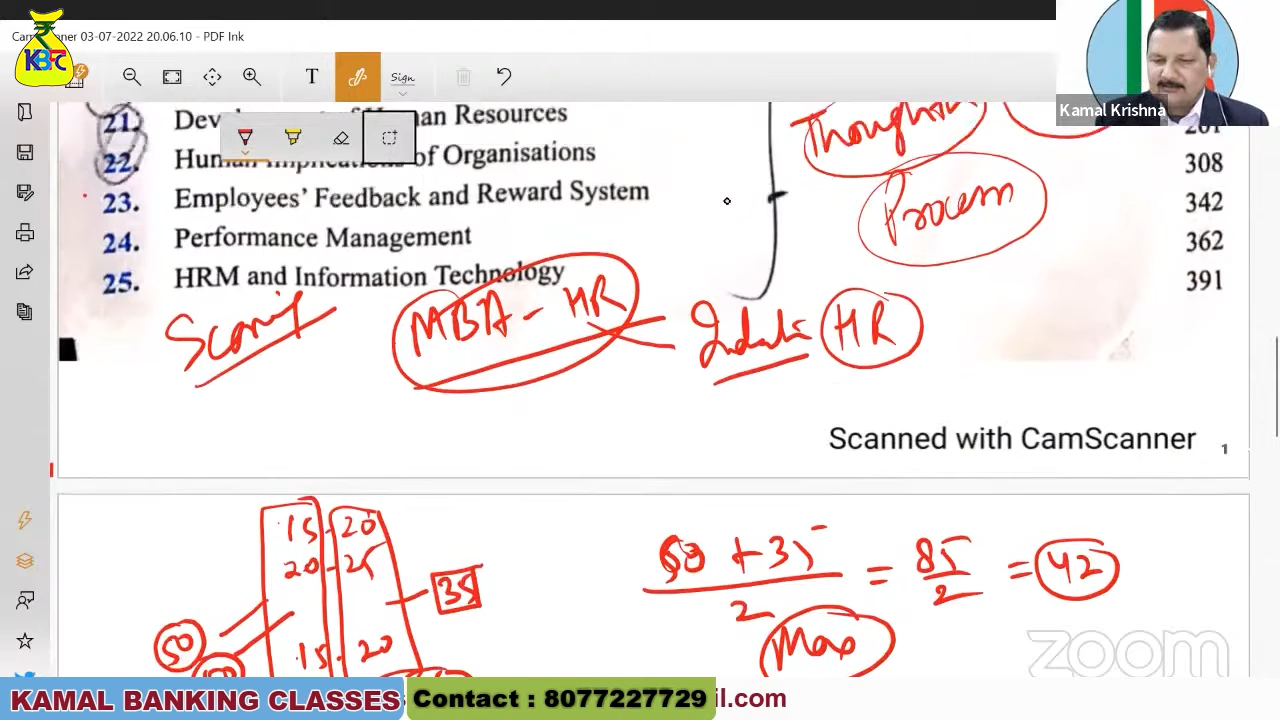 CamScanner 03-07-2022 20.06.10 - PDF Ink
KBC
T
Sign
Kamal Krishna
21. Development of Human Resources
22. Human Implications of Organisations 308
23. Employees' Feedback and Reward System 342
24. Performance Management 362
25. HRM and Information Technology 391
Process
MBA - HR
HR
Scanned with CamScanner 1
15 - 20
20 - 25
35
50
15 - 20
50 + 35 / 2 = 85 / 2 = 42
Max
zoom
KAMAL BANKING CLASSES
Contact : 8077227729
il.com